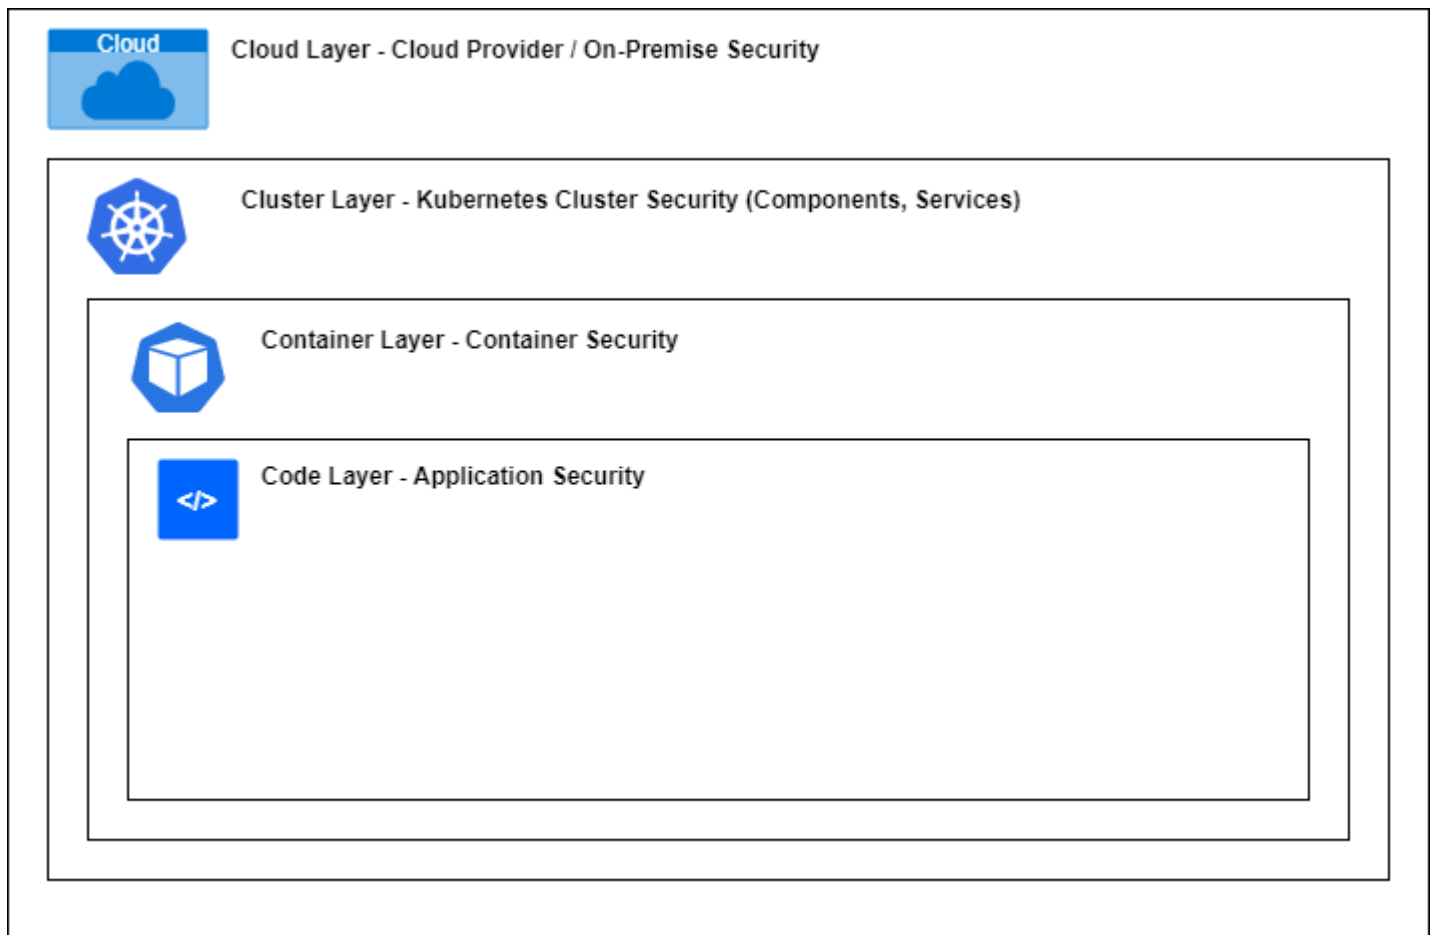 Cloud
Cloud Layer - Cloud Provider / On-Premise Security
Cluster Layer - Kubernetes Cluster Security (Components, Services)
Container Layer - Container Security
Code Layer - Application Security
</>